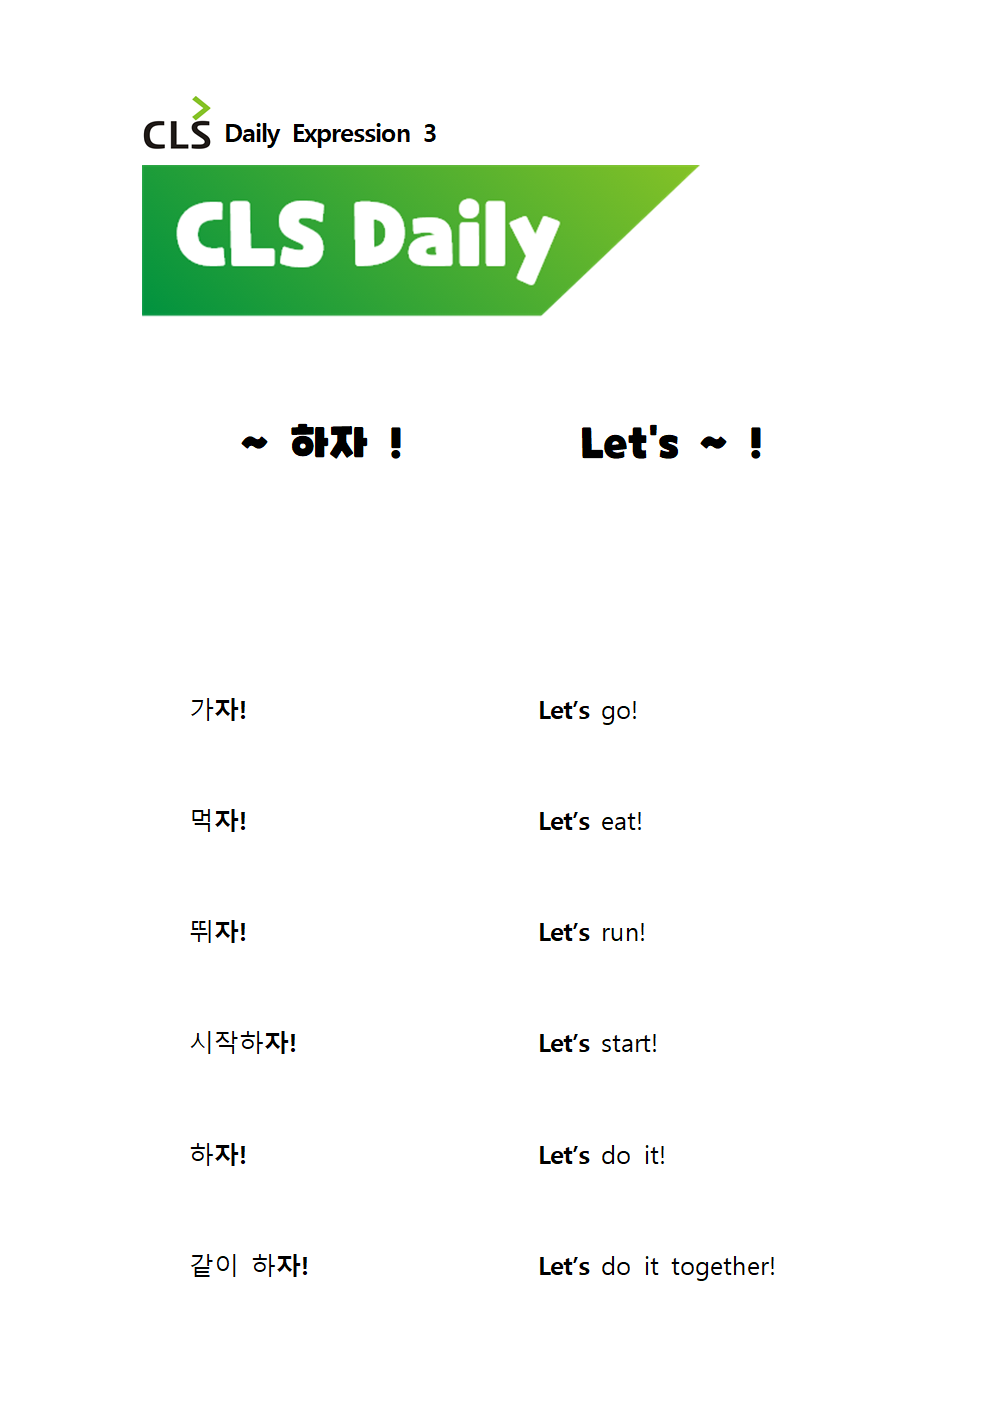 CLS Daily Expression 3
CLS Daily
~ 하자 ! Let's ~ !
가자! Let’s go!
먹자! Let’s eat!
뛰자! Let’s run!
시작하자! Let’s start!
하자! Let’s do it!
같이 하자! Let’s do it together!